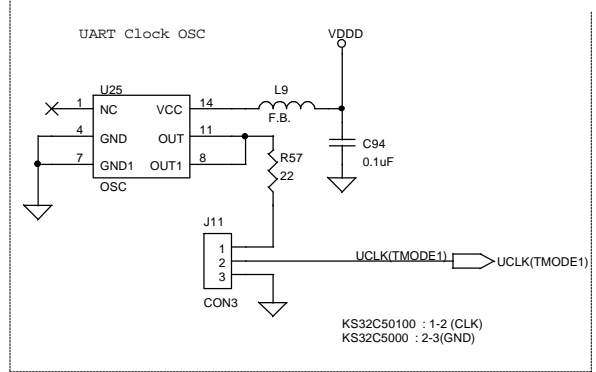 UART Clock OSC
VDDD
U25
L9
1 NC VCC 14
F.B.
4 GND OUT 11
C94
0.1uF
7 GND1 OUT1 8
R57
22
OSC
J11
1
2
3
UCLK(TMODE1)
UCLK(TMODE1)
CON3
KS32C50100 : 1-2 (CLK)
KS32C5000 : 2-3(GND)